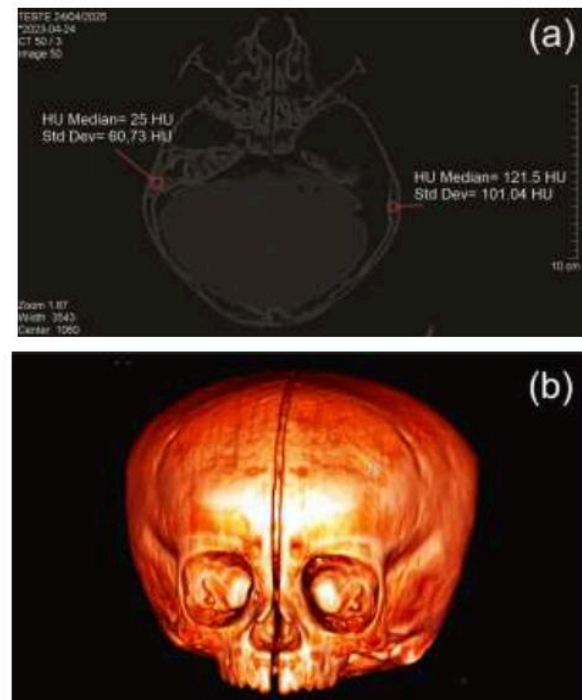 TESTE 24/04/2025
*2023-04-24
CT 50 / 3
Image 50
(a)
HU Median= 25 HU
Std Dev= 60,73 HU
HU Median= 121.5 HU
Std Dev= 101.04 HU
10 cm
Zoom 1.67
Width 3543
Center 1060
(b)